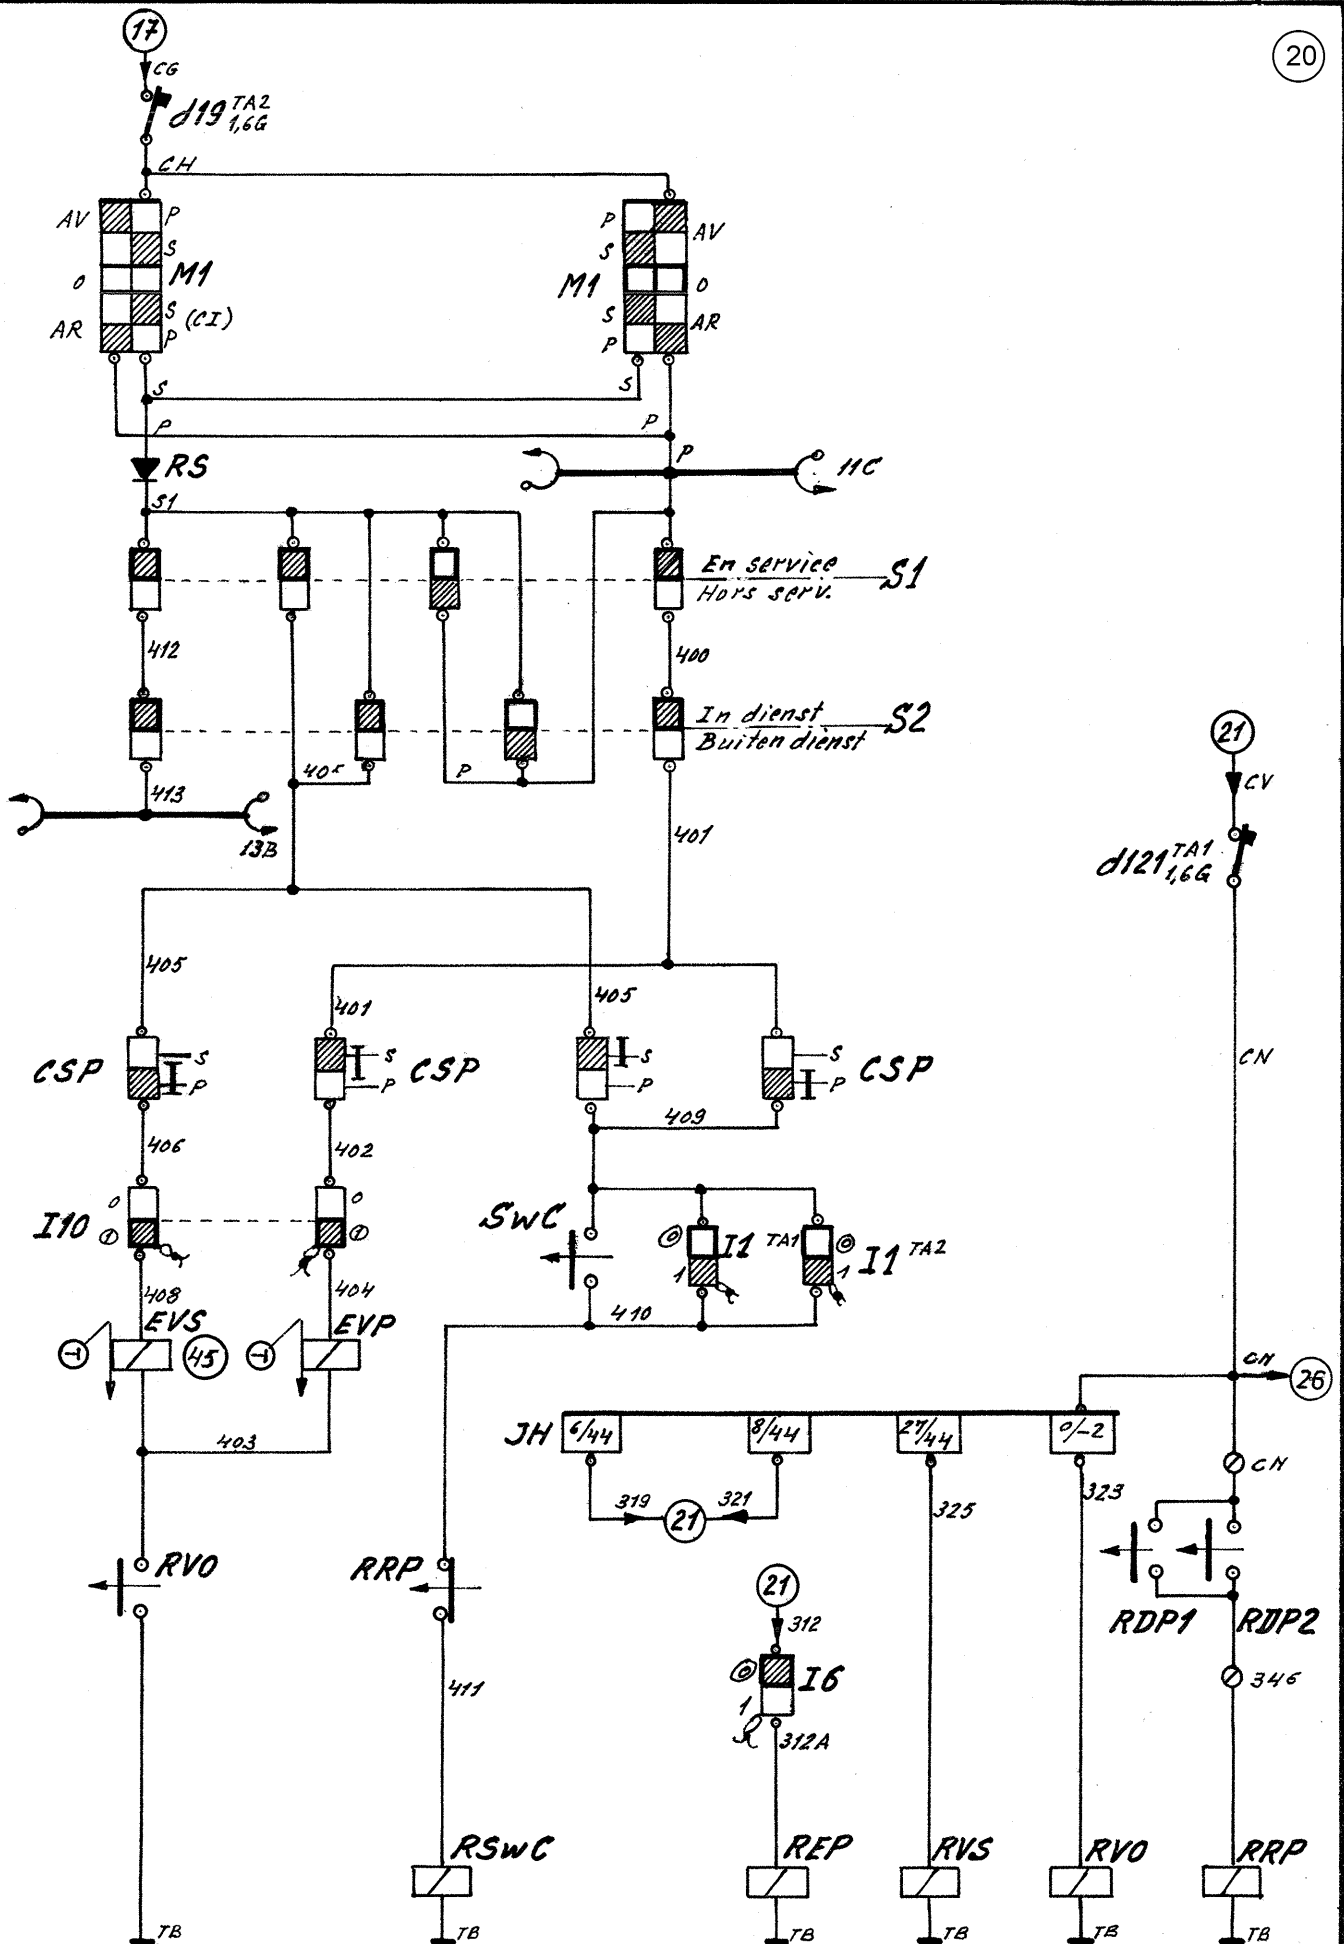 17
20
CG
d19 TA2
1,6G
CH
AV P
S
O M1
S (CI)
AR P
P AV
S
M1 O
S AR
P
S S
P P
RS P 11C
S1
En service S1
Hors serv.
412 400
In dienst S2
Buiten dienst
405 P
413
13B
401
21
CV
d121 TA1
1,6G
405 401 405
CN
CSP S P
S P CSP
S P
S P CSP
406 402 409
O O
I10 1 1
SwC O I1 TA1 O I1 TA2
1 1
408 404 410
EVS 45 EVP
CN 26
403
JH 6/44 8/44 27/44 0/-2
CN
319 21 321 325 323
RVO RRP
21
312
RDP1 RDP2
O I6
1
411 312A 346
RSwC REP RVS RVO RRP
TB TB TB TB TB TB